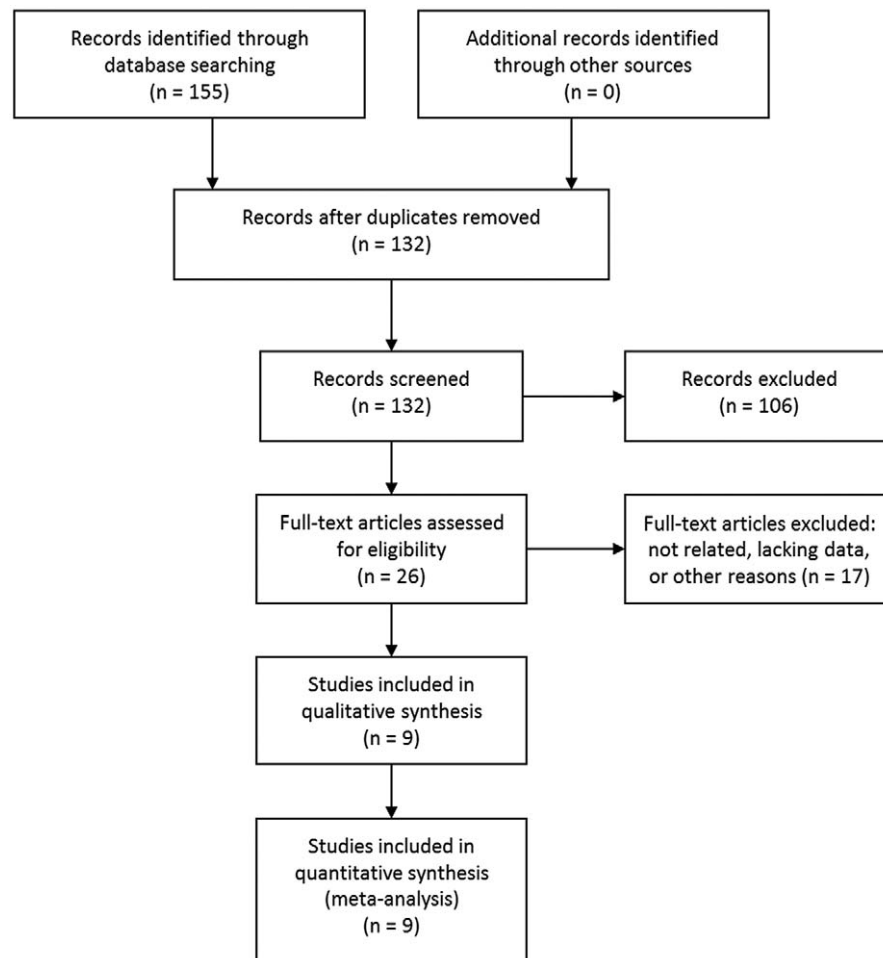 Records identified through
database searching
(n = 155)
Additional records identified
through other sources
(n = 0)
Records after duplicates removed
(n = 132)
Records screened
(n = 132)
Records excluded
(n = 106)
Full-text articles assessed
for eligibility
(n = 26)
Full-text articles excluded:
not related, lacking data,
or other reasons (n = 17)
Studies included in
qualitative synthesis
(n = 9)
Studies included in
quantitative synthesis
(meta-analysis)
(n = 9)